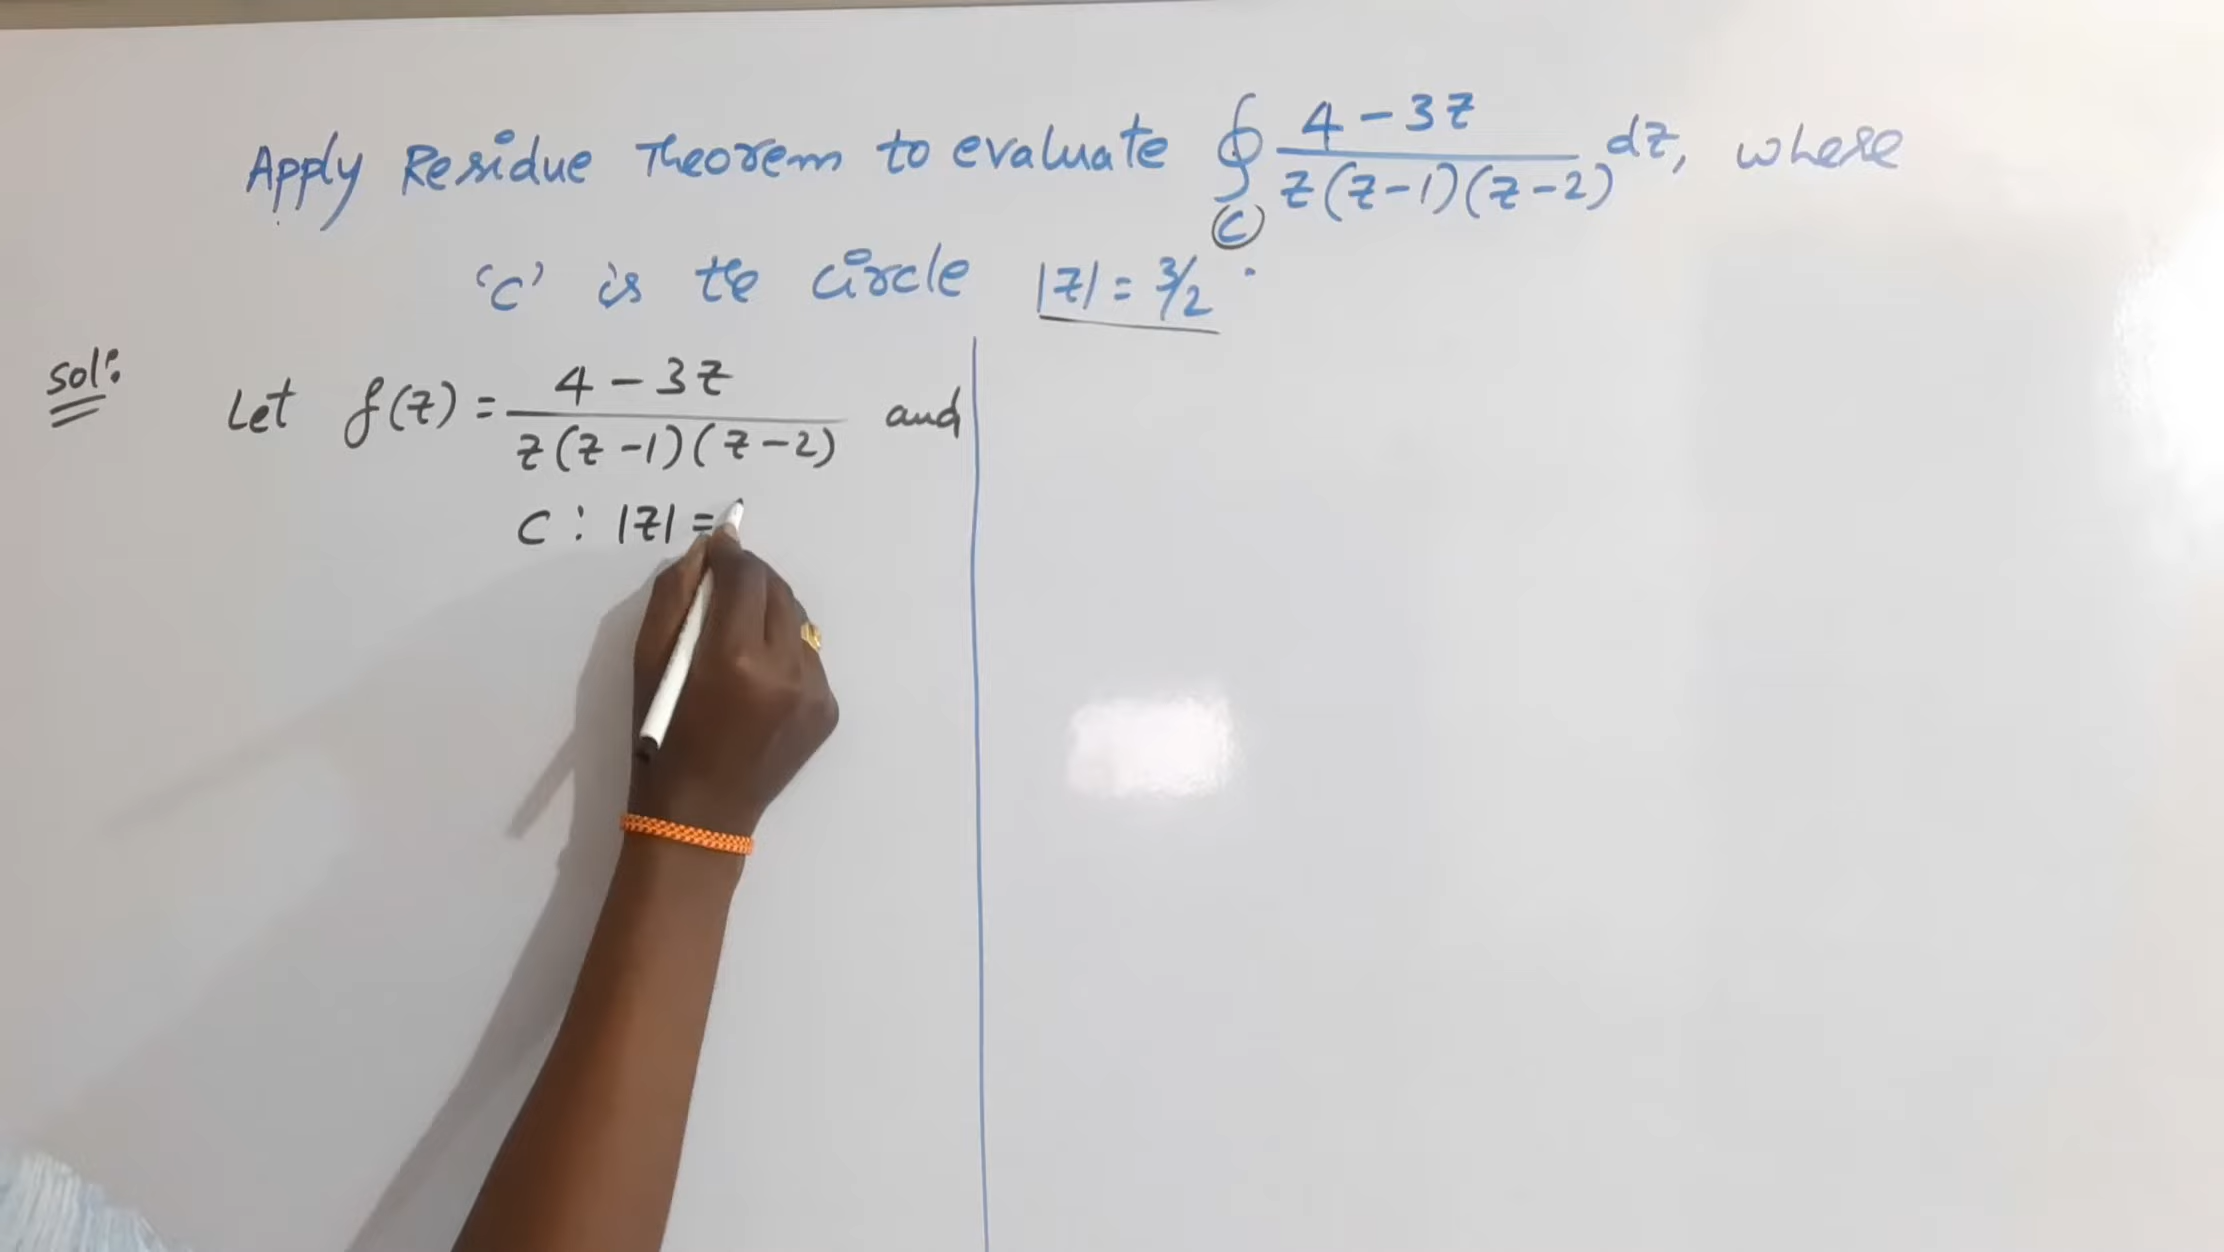 Apply Residue Theorem to evaluate ∮_C (4-3z)/(z(z-1)(z-2)) dz, where
'C' is the circle |z| = 3/2.
Sol:
Let f(z) = (4-3z)/(z(z-1)(z-2)) and
C : |z| =